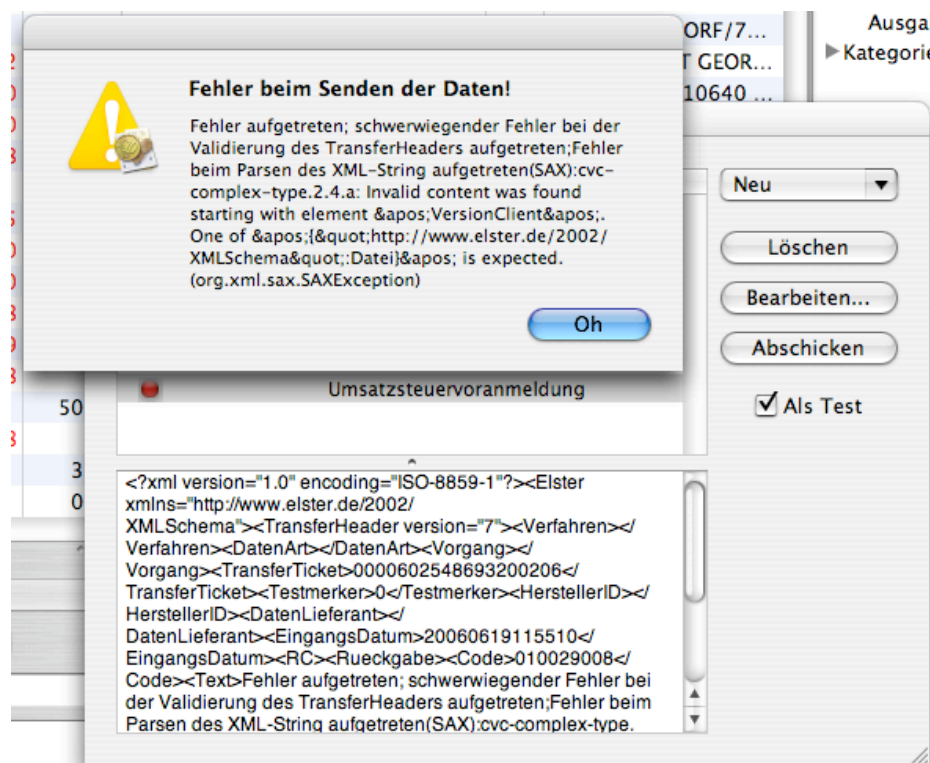 ORF/7...
T GEOR...
10640 ...
Ausga
Kategorie
Fehler beim Senden der Daten!
Fehler aufgetreten; schwerwiegender Fehler bei der
Validierung des TransferHeaders aufgetreten;Fehler
beim Parsen des XML-String aufgetreten(SAX):cvc-
complex-type.2.4.a: Invalid content was found
starting with element &apos;VersionClient&apos;.
One of &apos;{&quot;http://www.elster.de/2002/
XMLSchema&quot;:Datei}&apos; is expected.
(org.xml.sax.SAXException)
Oh
Neu
Löschen
Bearbeiten...
Abschicken
Als Test
Umsatzsteuervoranmeldung
50
3
0
<?xml version="1.0" encoding="ISO-8859-1"?><Elster
xmlns="http://www.elster.de/2002/
XMLSchema"><TransferHeader version="7"><Verfahren></
Verfahren><DatenArt></DatenArt><Vorgang></
Vorgang><TransferTicket>0000602548693200206</
TransferTicket><Testmerker>0</Testmerker><HerstellerID></
HerstellerID><DatenLieferant></
DatenLieferant><EingangsDatum>20060619115510</
EingangsDatum><RC><Rueckgabe><Code>010029008</
Code><Text>Fehler aufgetreten; schwerwiegender Fehler bei
der Validierung des TransferHeaders aufgetreten;Fehler beim
Parsen des XML-String aufgetreten(SAX):cvc-complex-type.